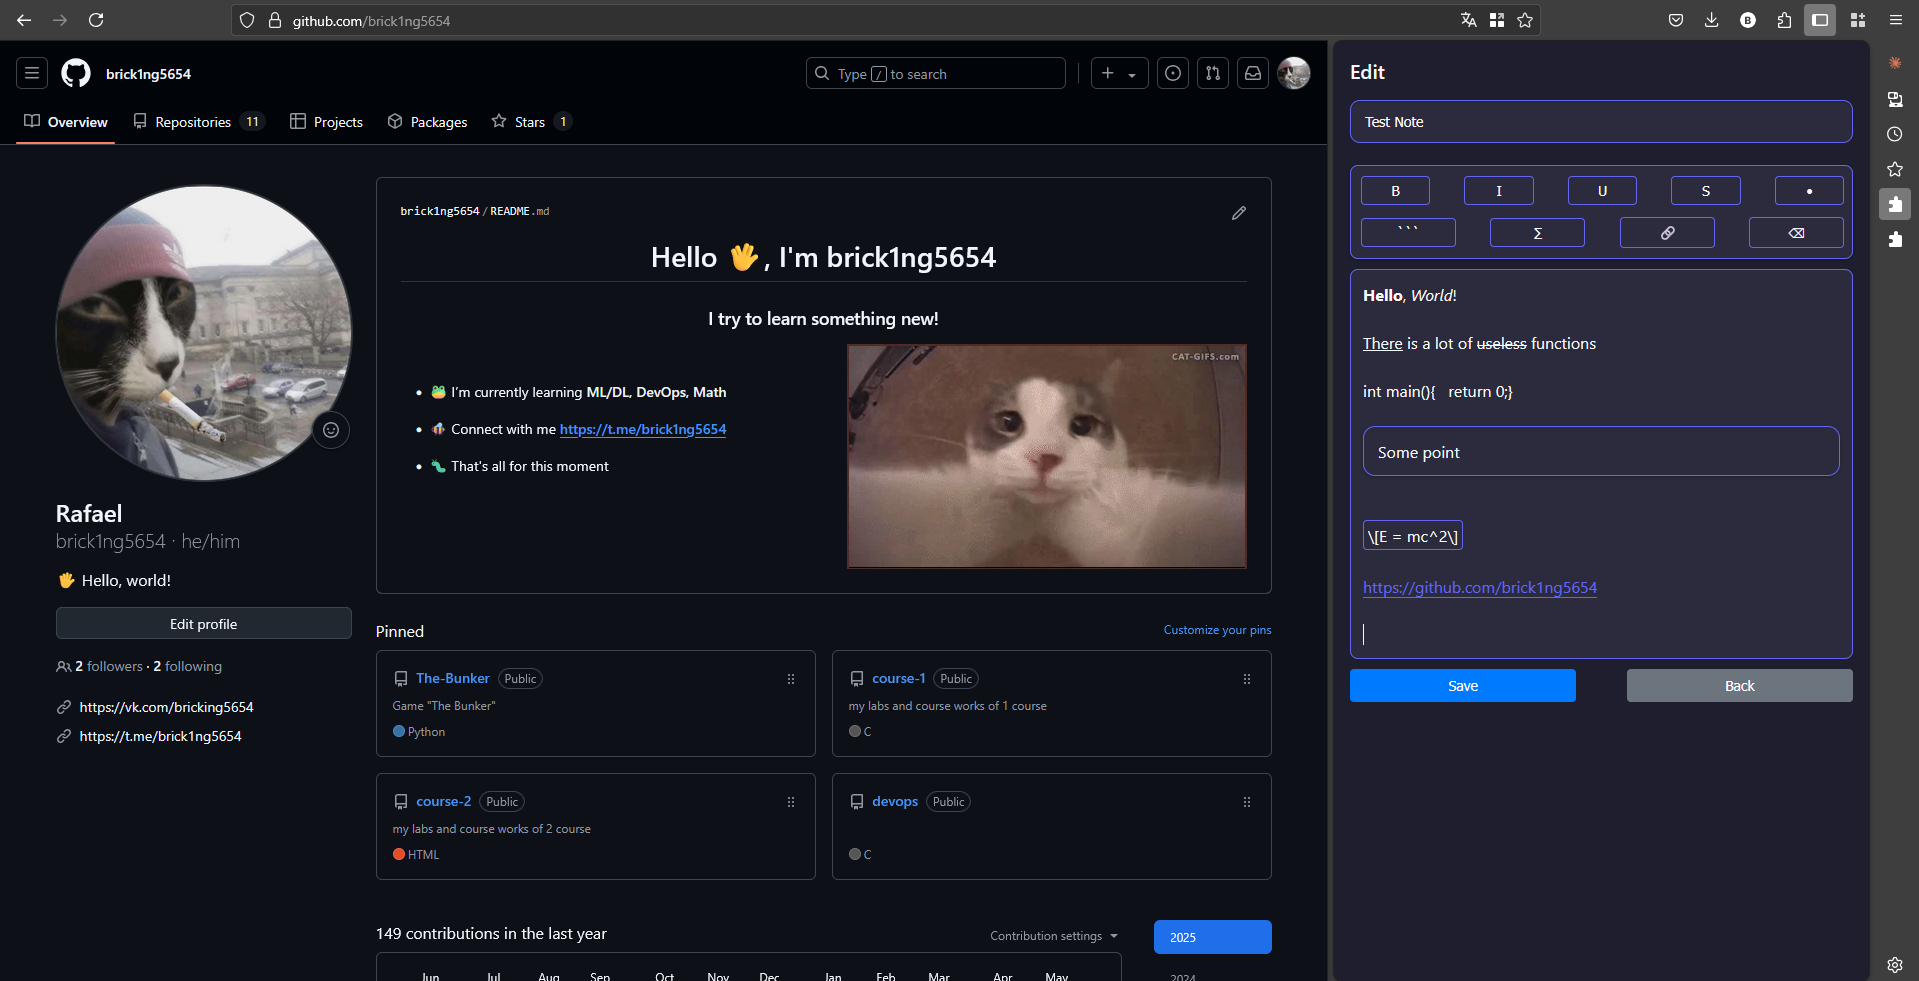 github.com/brick1ng5654
brick1ng5654
Type / to search
Overview
Repositories 11
Projects
Packages
Stars 1
brick1ng5654/README.md
Hello 🖖, I'm brick1ng5654
I try to learn something new!
CAT-GIFS.com
• 🐸 I'm currently learning ML/DL, DevOps, Math
• 🐠 Connect with me https://t.me/brick1ng5654
• 🐛 That's all for this moment
Rafael
brick1ng5654 · he/him
🖖 Hello, world!
Edit profile
2 followers · 2 following
https://vk.com/bricking5654
https://t.me/brick1ng5654
Pinned
Customize your pins
The-Bunker Public
Game "The Bunker"
Python
course-1 Public
my labs and course works of 1 course
C
course-2 Public
my labs and course works of 2 course
HTML
devops Public
C
149 contributions in the last year
Contribution settings
2025
2024
Jun Jul Aug Sep Oct Nov Dec Jan Feb Mar Apr May
Edit
Test Note
B I U S •
``` Σ 🔗 ⌫
Hello, World!
There is a lot of useless functions
int main(){   return 0;}
Some point
\[E = mc^2\]
https://github.com/brick1ng5654
Save
Back
B